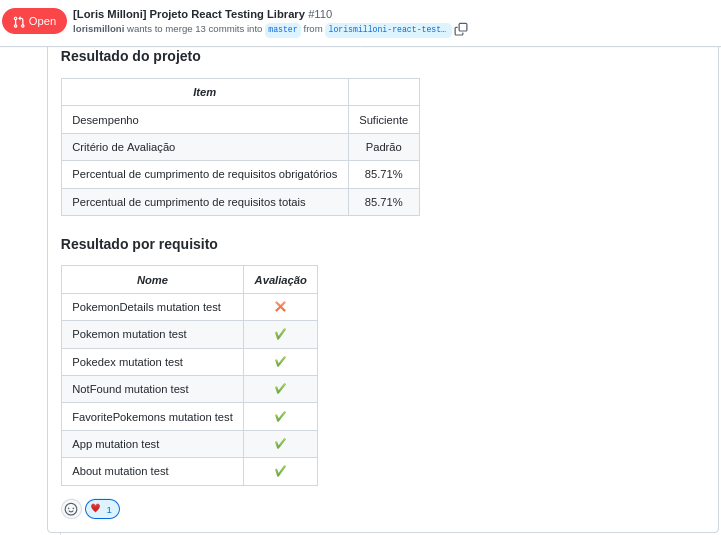 Open
[Loris Milloni] Projeto React Testing Library #110
lorismilloni wants to merge 13 commits into master from lorismilloni-react-test…
Resultado do projeto
Item
Desempenho Suficiente
Critério de Avaliação Padrão
Percentual de cumprimento de requisitos obrigatórios 85.71%
Percentual de cumprimento de requisitos totais 85.71%
Resultado por requisito
Nome Avaliação
PokemonDetails mutation test ❌
Pokemon mutation test ✔
Pokedex mutation test ✔
NotFound mutation test ✔
FavoritePokemons mutation test ✔
App mutation test ✔
About mutation test ✔
1